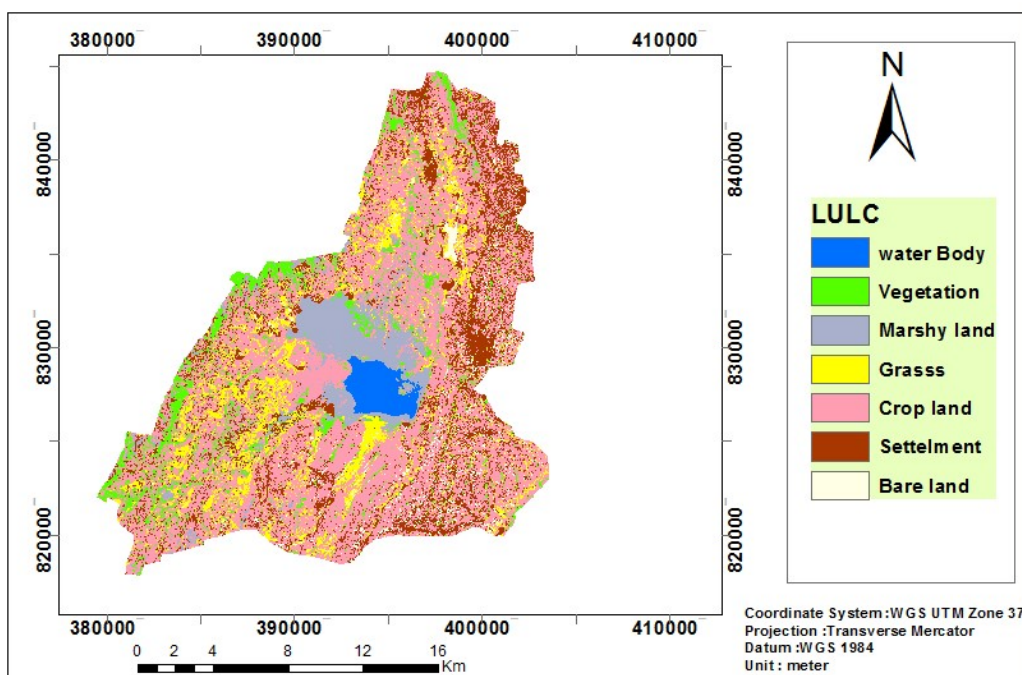 380000 390000 400000 410000
840000 840000
830000 830000
820000 820000
380000 390000 400000 410000
0 2 4 8 12 16
Km
N
LULC
water Body
Vegetation
Marshy land
Grasss
Crop land
Settelment
Bare land
Coordinate System :WGS UTM Zone 37
Projection :Transverse Mercator
Datum :WGS 1984
Unit : meter